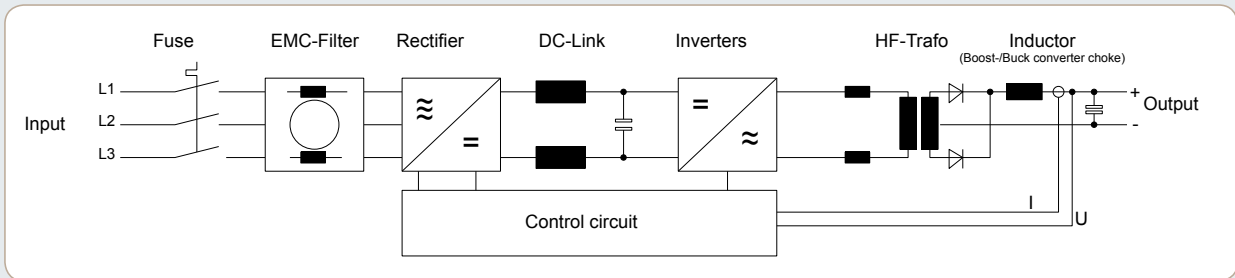 Fuse
EMC-Filter
Rectifier
DC-Link
Inverters
HF-Trafo
Inductor
(Boost-/Buck converter choke)
Input
L1
L2
L3
≈
=
=
≈
+
-
Output
I
U
Control circuit